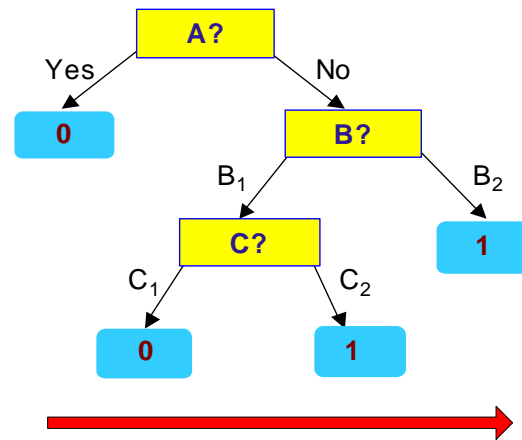 A?
Yes No
0
B?
B₁ B₂
C?
1
C₁ C₂
0 1